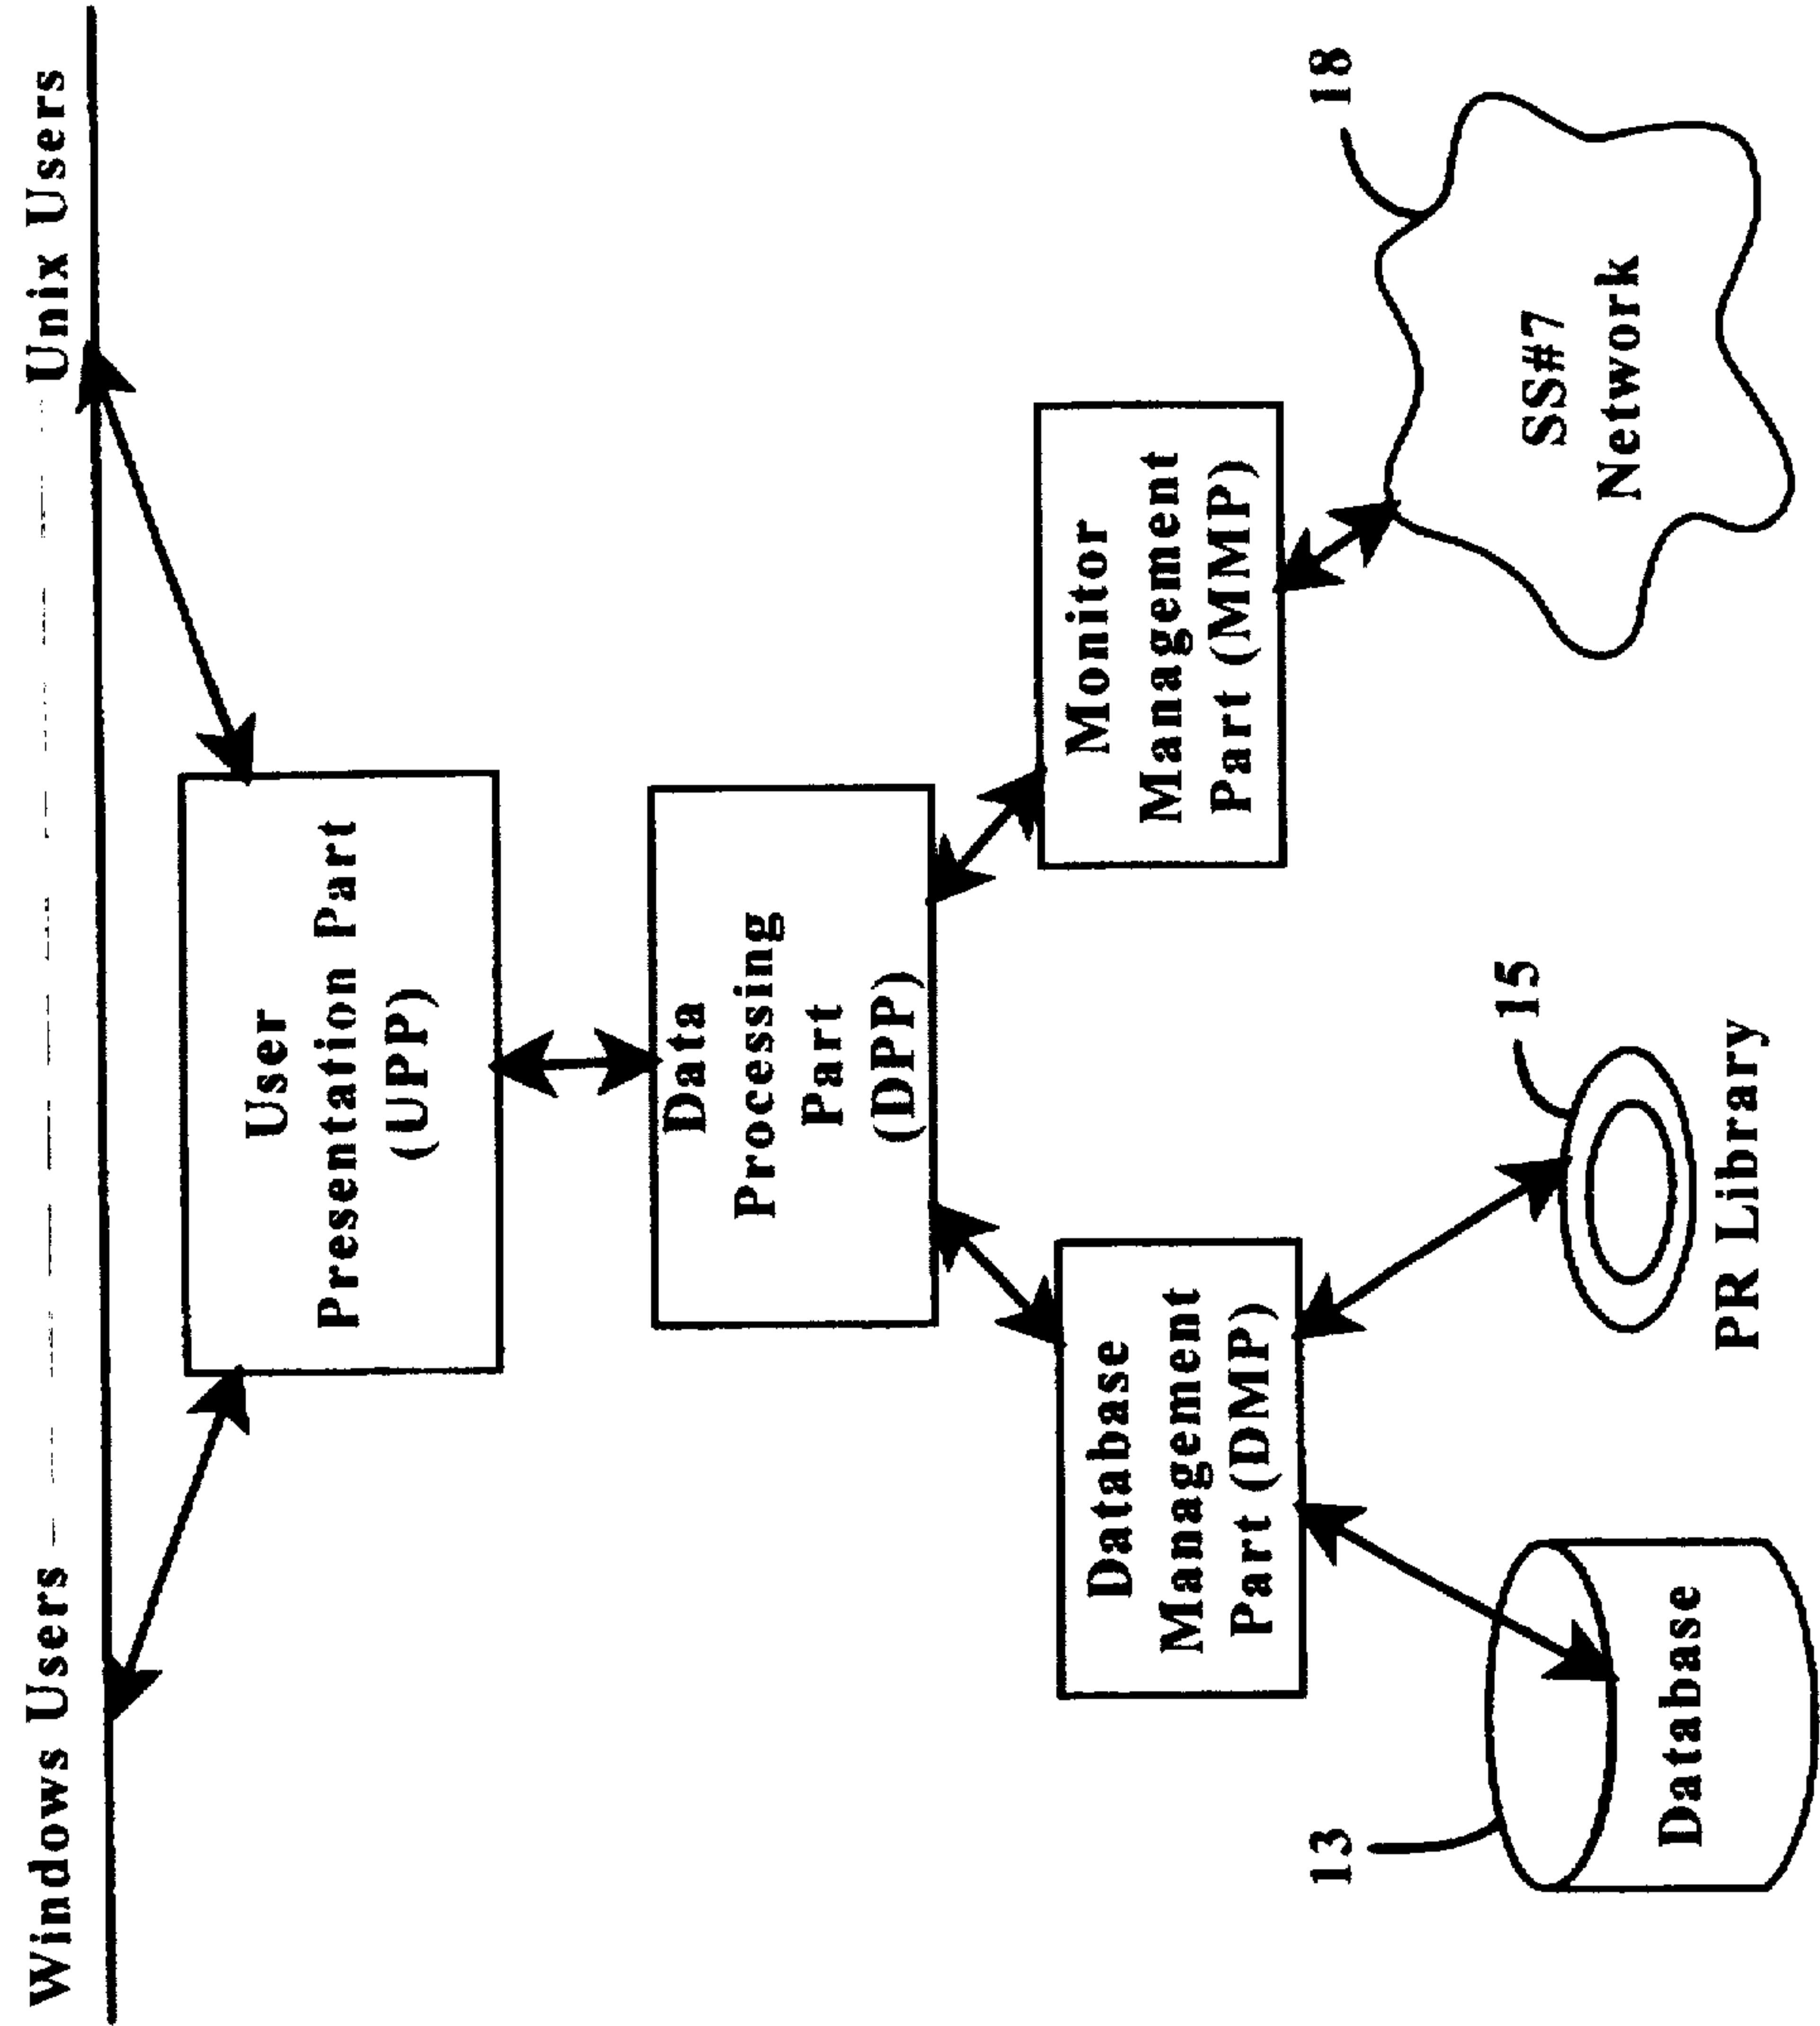 Windows Users
Unix Users
User
Presentation Part
(UPP)
Data
Processing
Part
(DPP)
Database
Management
Part (DMP)
Monitor
Management
Part (MMP)
13
Database
15
PR Library
18
SS#7
Network